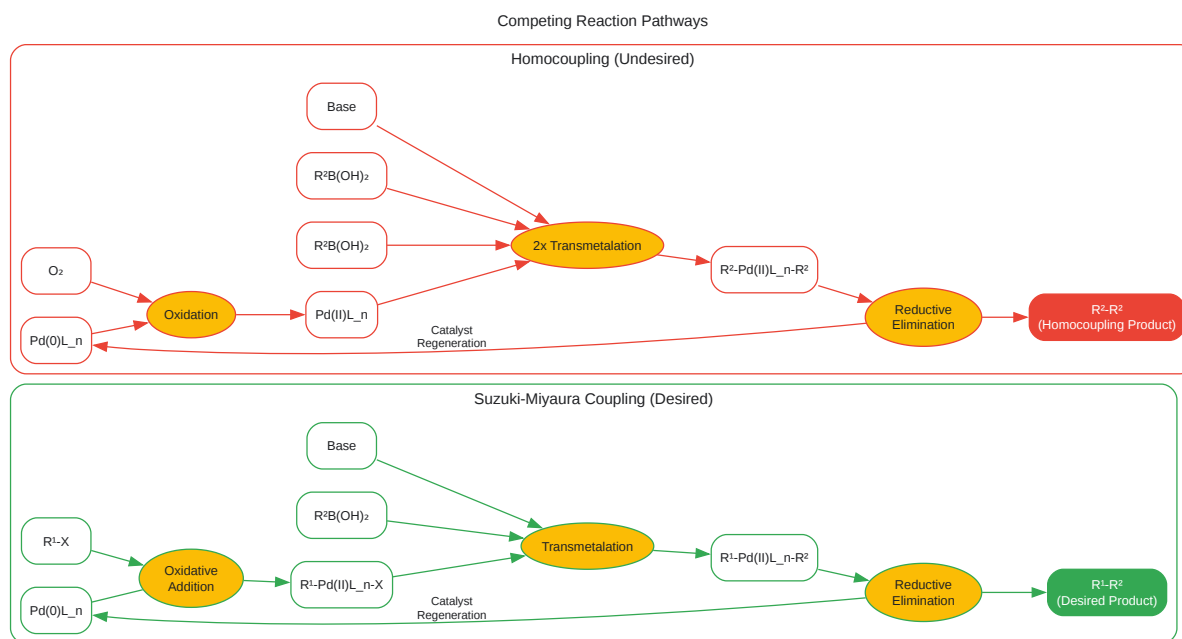 Competing Reaction Pathways
Homocoupling (Undesired)
Base
R²B(OH)₂
R²B(OH)₂
2x Transmetalation
O₂
R²-Pd(II)L_n-R²
Oxidation
Pd(II)L_n
Reductive
Elimination
R²-R²
(Homocoupling Product)
Pd(0)L_n
Catalyst
Regeneration
Suzuki-Miyaura Coupling (Desired)
Base
R²B(OH)₂
R¹-X
Transmetalation
R¹-Pd(II)L_n-R²
Oxidative
Addition
R¹-Pd(II)L_n-X
Reductive
Elimination
R¹-R²
(Desired Product)
Pd(0)L_n
Catalyst
Regeneration